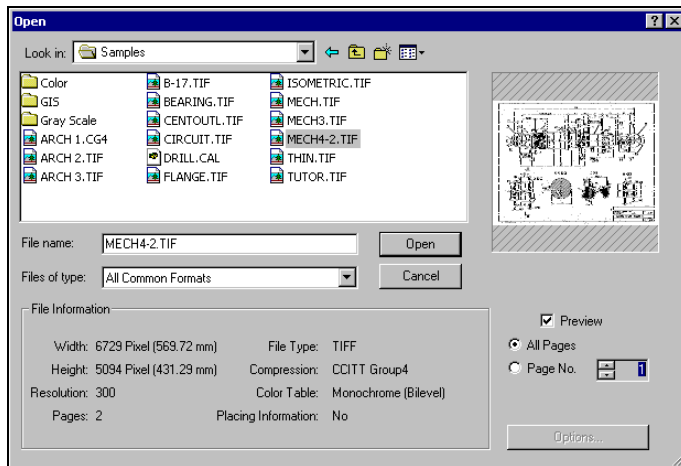 Open
Look in: Samples
Color B-17.TIF ISOMETRIC.TIF
GIS BEARING.TIF MECH.TIF
Gray Scale CENTOUTL.TIF MECH3.TIF
ARCH 1.CG4 CIRCUIT.TIF MECH4-2.TIF
ARCH 2.TIF DRILL.CAL THIN.TIF
ARCH 3.TIF FLANGE.TIF TUTOR.TIF
File name: MECH4-2.TIF Open
Files of type: All Common Formats Cancel
File Information
Width: 6729 Pixel (569.72 mm) File Type: TIFF
Height: 5094 Pixel (431.29 mm) Compression: CCITT Group4
Resolution: 300 Color Table: Monochrome (Bilevel)
Pages: 2 Placing Information: No
Preview
All Pages
Page No. 1
Options...